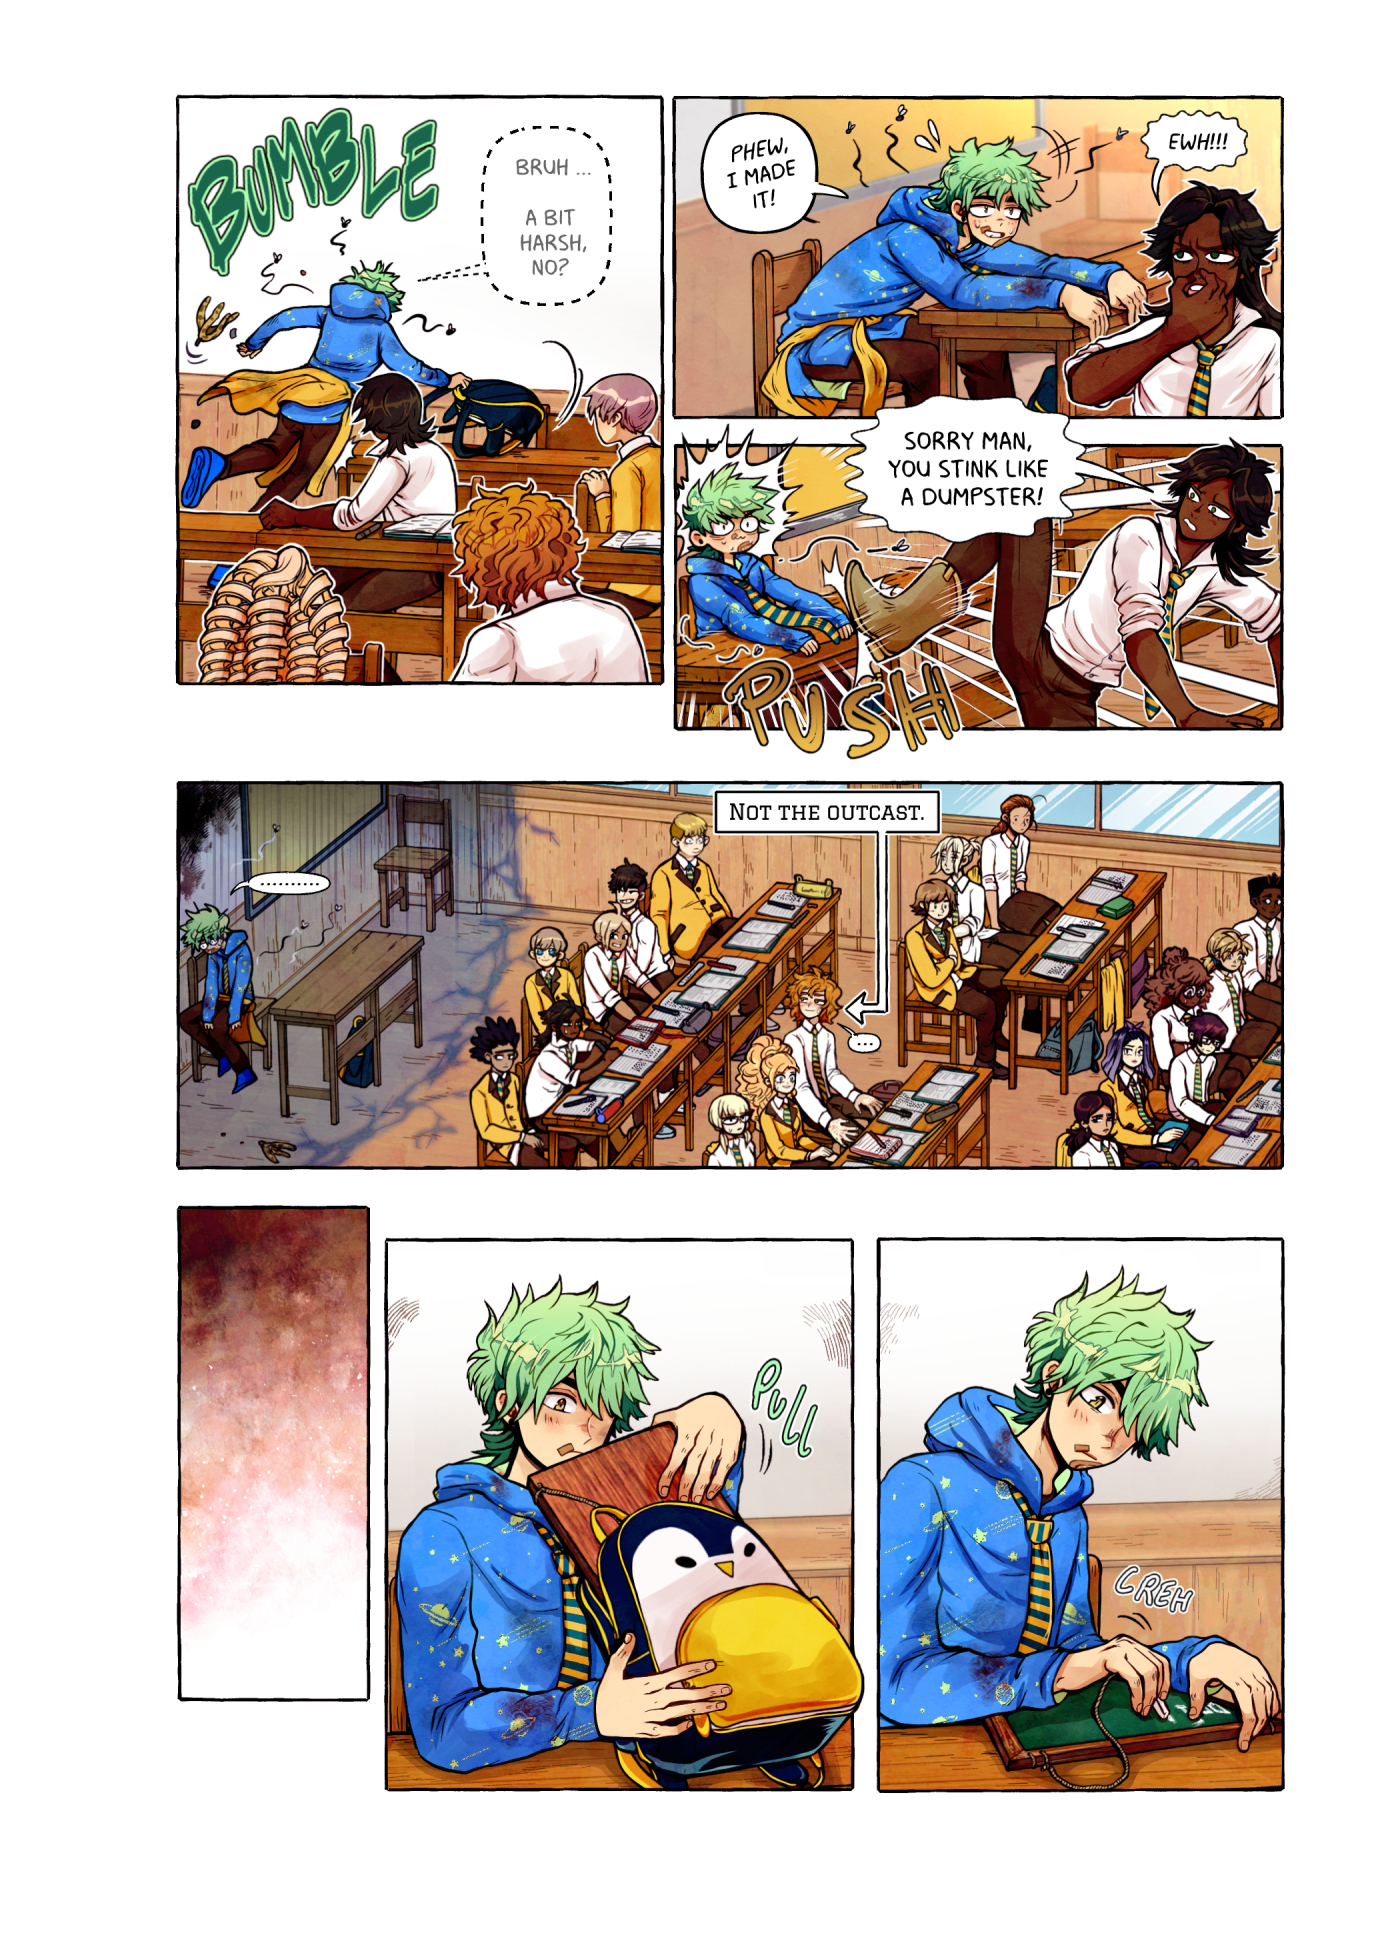 BUMBLE
BRUH ...
A BIT
HARSH,
NO?
PHEW,
I MADE
IT!
EWH!!!
SORRY MAN,
YOU STINK LIKE
A DUMPSTER!
PUSH
..........
NOT THE OUTCAST.
...
PULL
CREH